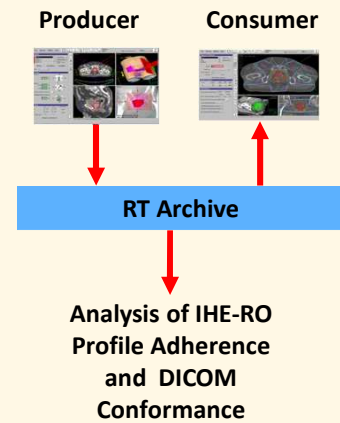 Producer
Consumer
RT Archive
Analysis of IHE-RO
Profile Adherence
and DICOM
Conformance